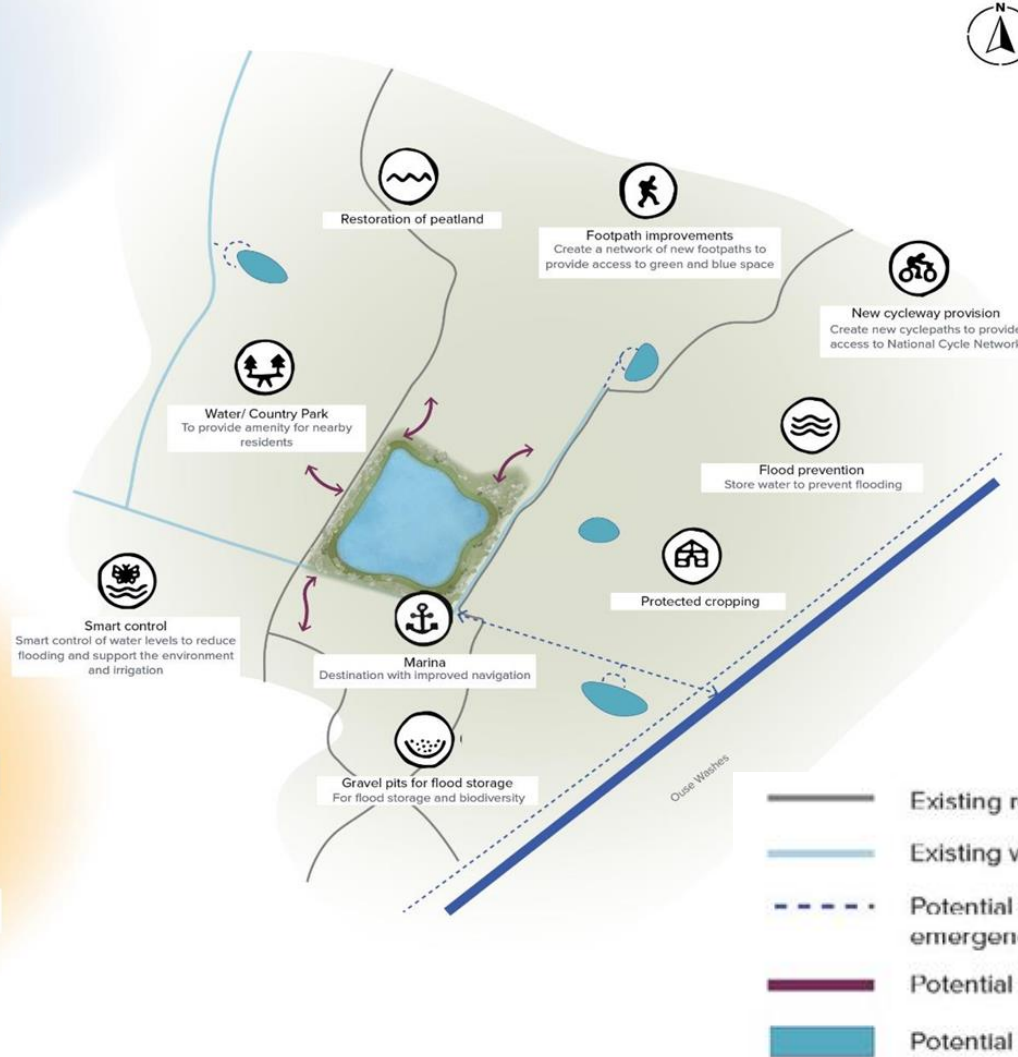 N
Restoration of peatland
Footpath improvements
Create a network of new footpaths to
provide access to green and blue space
New cycleway provision
Create new cyclepaths to provide
access to National Cycle Network
Water/ Country Park
To provide amenity for nearby
residents
Flood prevention
Store water to prevent flooding
Protected cropping
Smart control
Smart control of water levels to reduce
flooding and support the environment
and irrigation
Marina
Destination with improved navigation
Gravel pits for flood storage
For flood storage and biodiversity
Ouse Washes
Existing
Existing
Potential
Potential
Potential